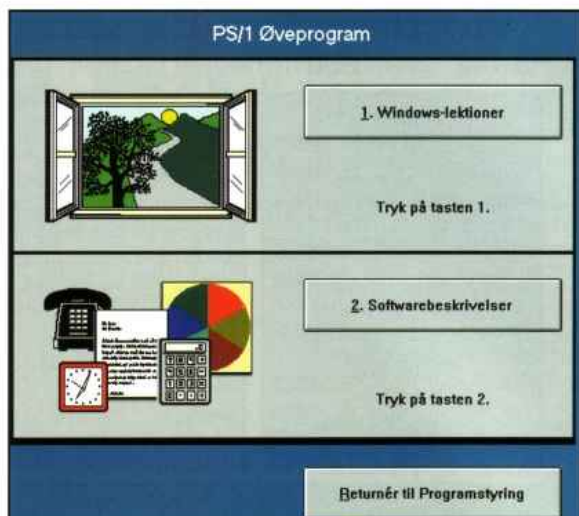 PS/1 Øveprogram
1. Windows-lektioner
Tryk på tasten 1.
2. Softwarebeskrivelser
Tryk på tasten 2.
Returnér til Programstyring